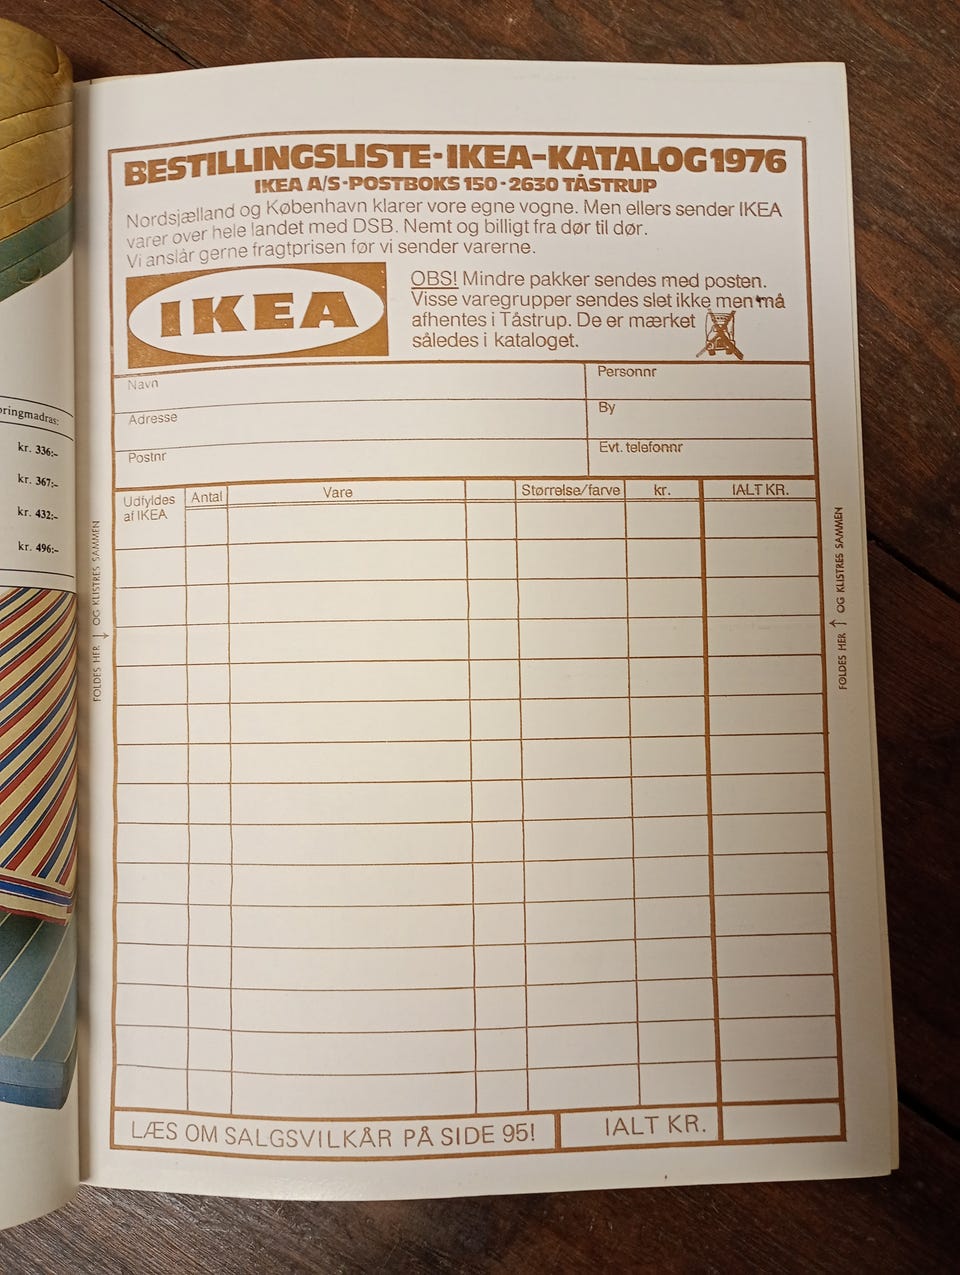 øringmadras:
kr. 336:-
kr. 367:-
kr. 432:-
kr. 496:-
BESTILLINGSLISTE·IKEA-KATALOG 1976
IKEA A/S·POSTBOKS 150·2630 TÅSTRUP
Nordsjælland og København klarer vore egne vogne. Men ellers sender IKEA
varer over hele landet med DSB. Nemt og billigt fra dør til dør.
Vi anslår gerne fragtprisen før vi sender varerne.
IKEA
OBS! Mindre pakker sendes med posten.
Visse varegrupper sendes slet ikke men må
afhentes i Tåstrup. De er mærket
således i kataloget.
Navn
Personnr
Adresse
By
Postnr
Evt. telefonnr
Udfyldes
af IKEA
Antal
Vare
Størrelse/farve
kr.
IALT KR.
FOLDES HER ↓ OG KLISTRES SAMMEN
FOLDES HER ↑ OG KLISTRES SAMMEN
LÆS OM SALGSVILKÅR PÅ SIDE 95!
IALT KR.